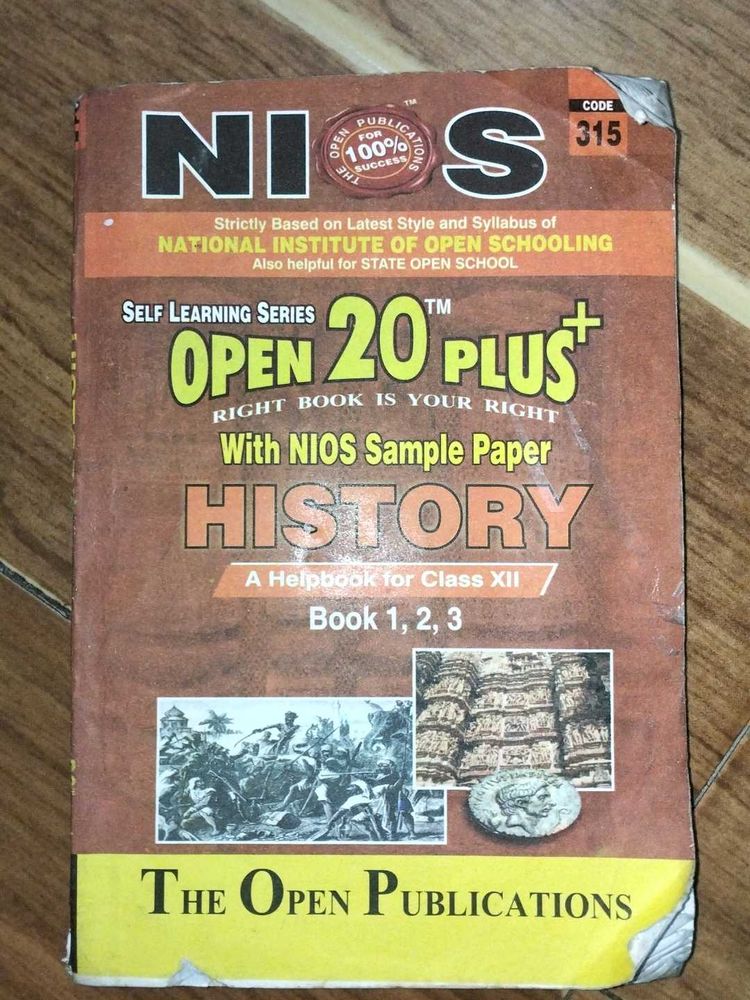 CODE
315
NIOS
THE OPEN PUBLICATIONS
FOR
100%
SUCCESS
TM
Strictly Based on Latest Style and Syllabus of
NATIONAL INSTITUTE OF OPEN SCHOOLING
Also helpful for STATE OPEN SCHOOL
SELF LEARNING SERIES
OPEN 20 PLUS+
TM
RIGHT BOOK IS YOUR RIGHT
With NIOS Sample Paper
HISTORY
A Helpbook for Class XII
Book 1, 2, 3
THE OPEN PUBLICATIONS